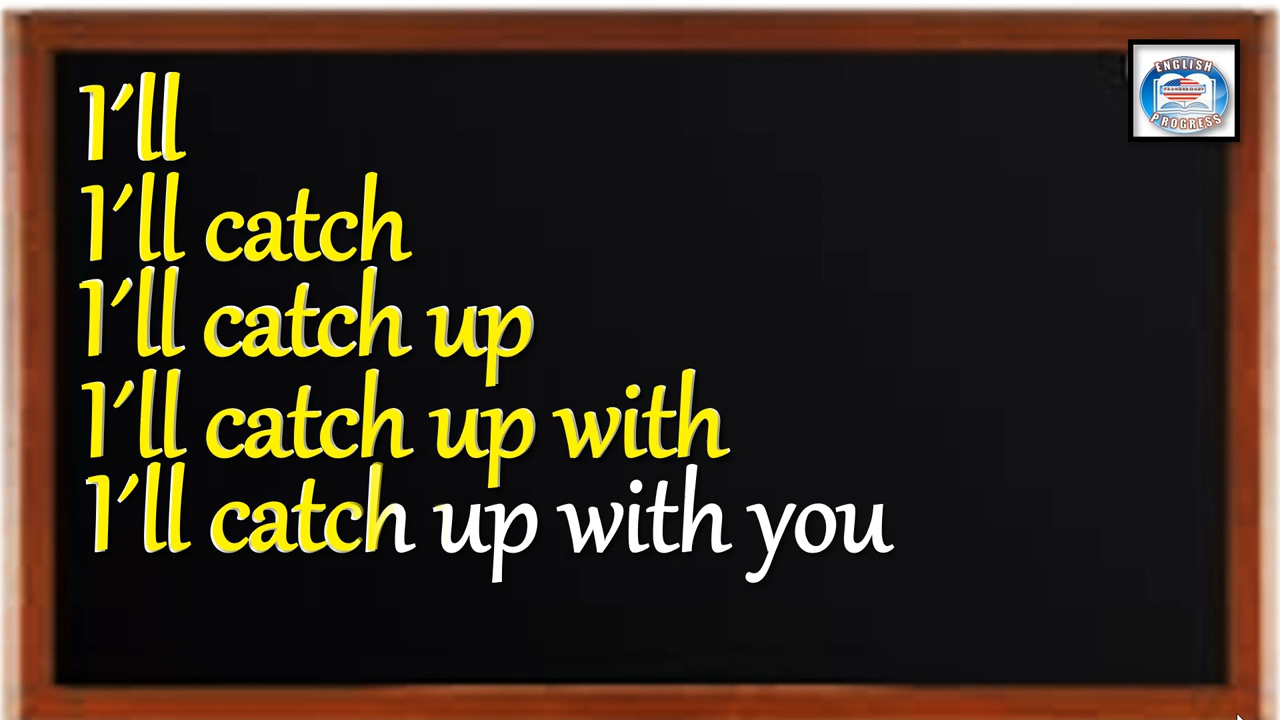 I'll
I'll catch
I'll catch up
I'll catch up with
I'll catch up with you
ENGLISH
PROGRESS